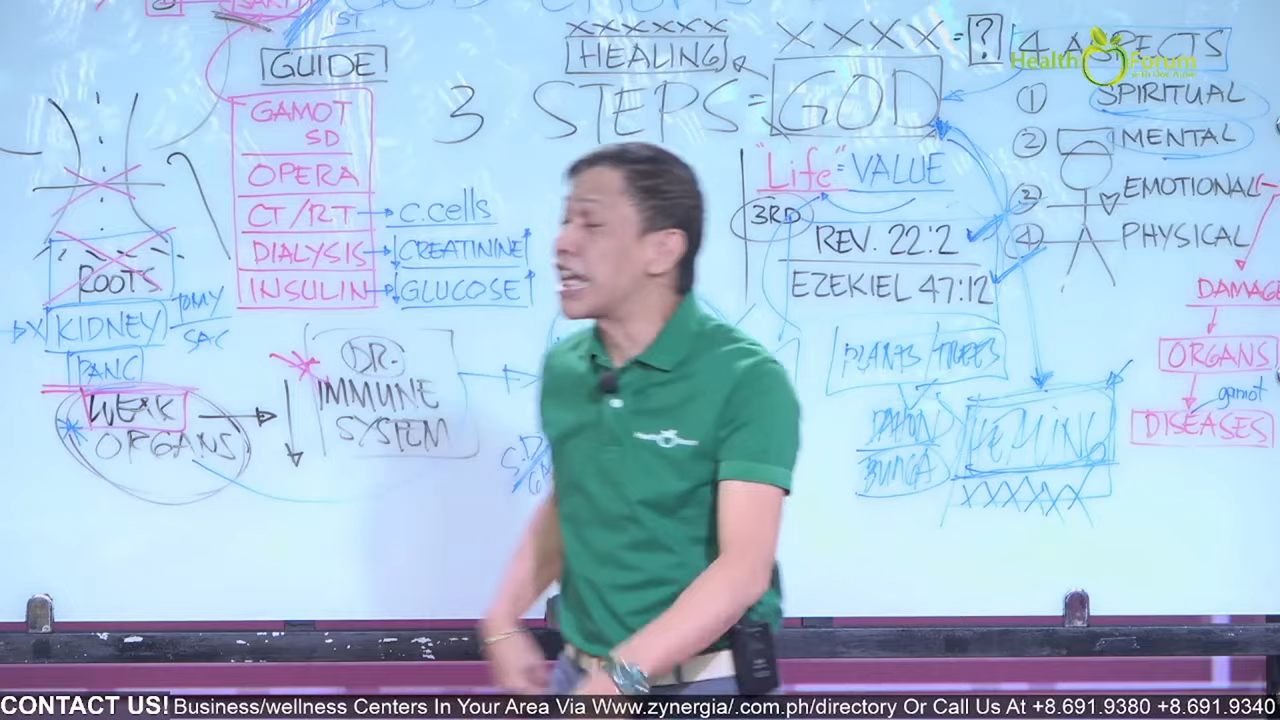 1ST
GUIDE
GAMOT
SD
OPERA
CT/RT
DIALYSIS
INSULIN
c.cells
CREATININE
GLUCOSE
ROOTS
KIDNEY
PANC
WEAK
ORGANS
DR.
IMMUNE
SYSTEM
XXXXXX
HEALING
3 STEPS = GOD
XXXX = ?
"Life" = VALUE
3RD
REV. 22:2
EZEKIEL 47:12
PLANTS/TREES
DAHON
BUNGA
XXXXXX
4 ASPECTS
Health Forum
① SPIRITUAL
② MENTAL
③ EMOTIONAL
④ PHYSICAL
DAMAGE
ORGANS
gamot
DISEASES
CONTACT US! Business/wellness Centers In Your Area Via Www.zynergia/.com.ph/directory Or Call Us At +8.691.9380 +8.691.9340